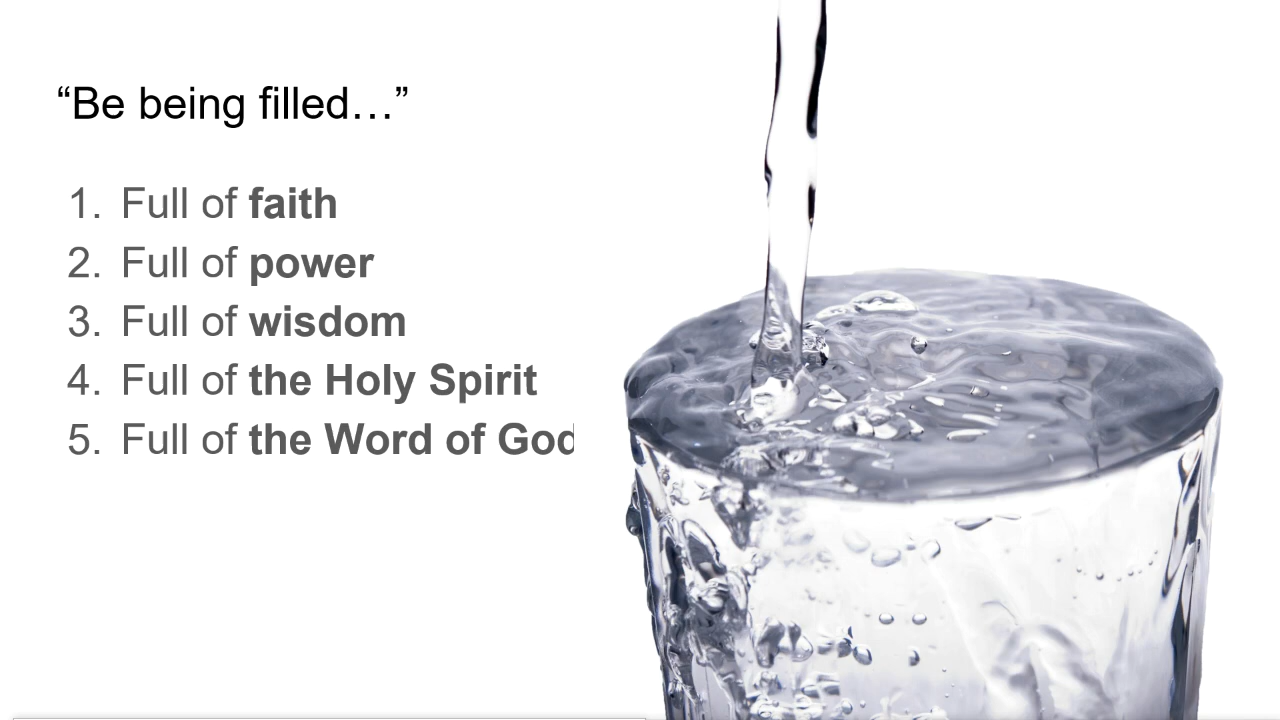 “Be being filled…”
1. Full of faith
2. Full of power
3. Full of wisdom
4. Full of the Holy Spirit
5. Full of the Word of God